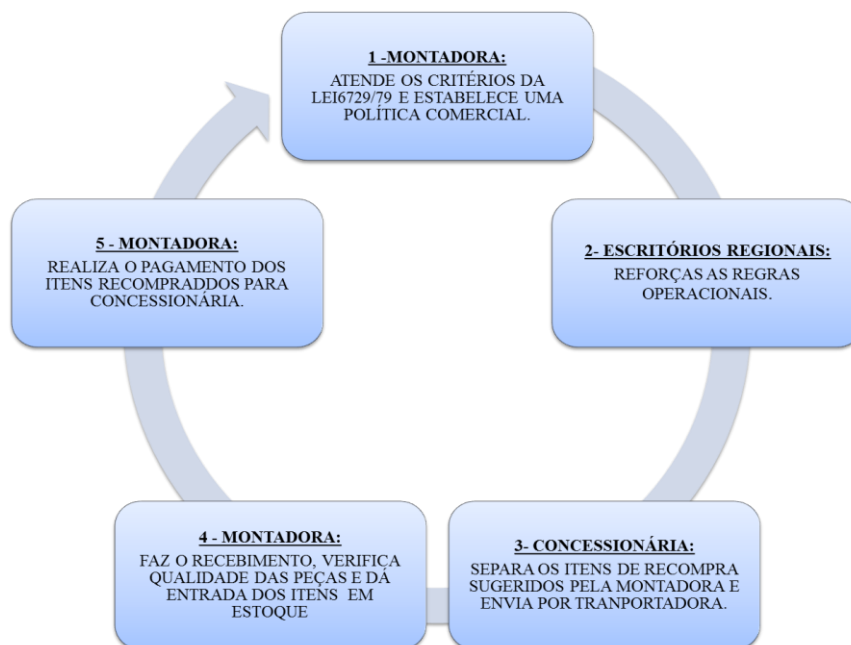 1 -MONTADORA:
ATENDE OS CRITÉRIOS DA
LEI6729/79 E ESTABELECE UMA
POLÍTICA COMERCIAL.
2- ESCRITÓRIOS REGIONAIS:
REFORÇAS AS REGRAS
OPERACIONAIS.
3- CONCESSIONÁRIA:
SEPARA OS ITENS DE RECOMPRA
SUGERIDOS PELA MONTADORA E
ENVIA POR TRANPORTADORA.
4 - MONTADORA:
FAZ O RECEBIMENTO, VERIFICA
QUALIDADE DAS PEÇAS E DÁ
ENTRADA DOS ITENS EM
ESTOQUE
5 - MONTADORA:
REALIZA O PAGAMENTO DOS
ITENS RECOMPRADDOS PARA
CONCESSIONÁRIA.